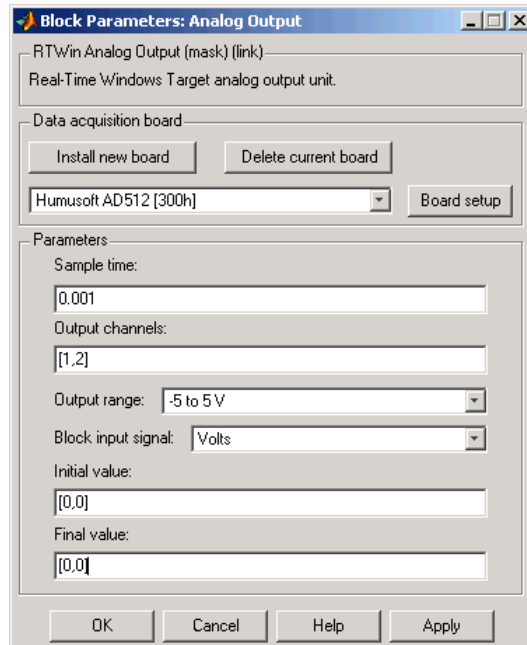 Block Parameters: Analog Output
RTWin Analog Output (mask) (link)
Real-Time Windows Target analog output unit.
Data acquisition board
Install new board Delete current board
Humusoft AD512 [300h] Board setup
Parameters
Sample time:
0.001
Output channels:
[1,2]
Output range: -5 to 5 V
Block input signal: Volts
Initial value:
[0,0]
Final value:
[0,0]
OK Cancel Help Apply